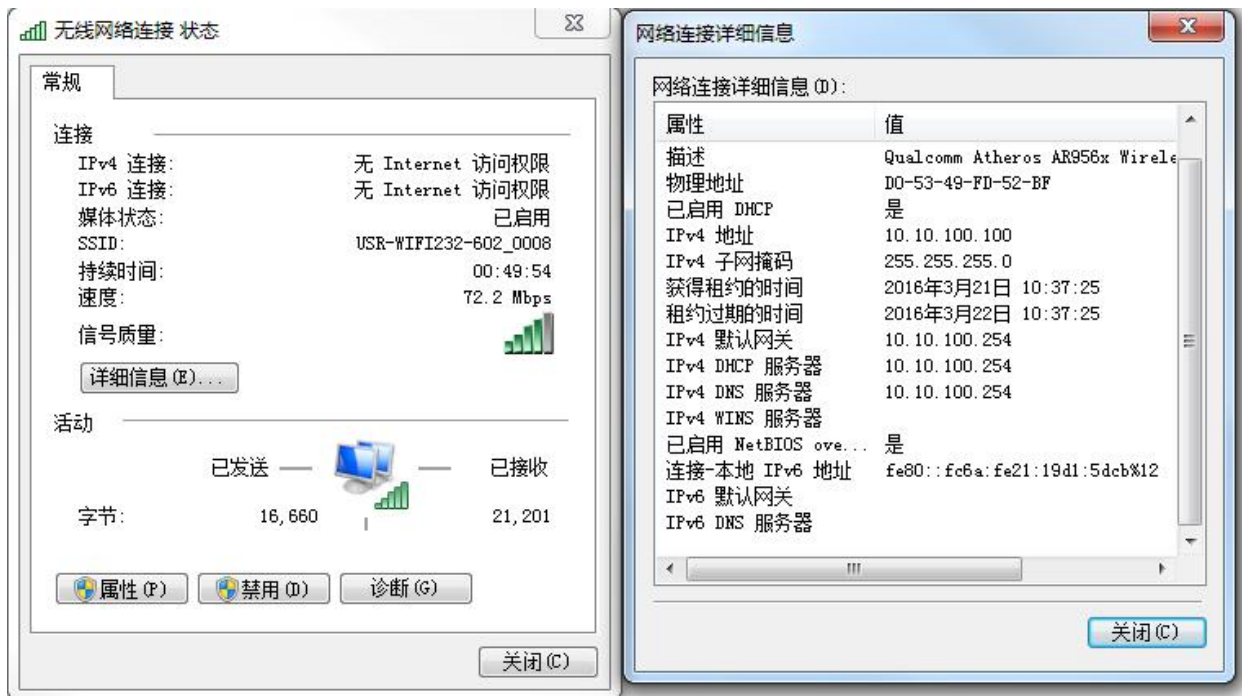 无线网络连接 状态
常规
连接
IPv4 连接: 无 Internet 访问权限
IPv6 连接: 无 Internet 访问权限
媒体状态: 已启用
SSID: USR-WIFI232-602_0008
持续时间: 00:49:54
速度: 72.2 Mbps
信号质量:
详细信息(E)...
活动
已发送 — — 已接收
字节: 16,660 21,201
属性(P) 禁用(D) 诊断(G)
关闭(C)
网络连接详细信息
网络连接详细信息(D):
属性 值
描述 Qualcomm Atheros AR956x Wirele
物理地址 D0-53-49-FD-52-BF
已启用 DHCP 是
IPv4 地址 10.10.100.100
IPv4 子网掩码 255.255.255.0
获得租约的时间 2016年3月21日 10:37:25
租约过期的时间 2016年3月22日 10:37:25
IPv4 默认网关 10.10.100.254
IPv4 DHCP 服务器 10.10.100.254
IPv4 DNS 服务器 10.10.100.254
IPv4 WINS 服务器
已启用 NetBIOS ove... 是
连接-本地 IPv6 地址 fe80::fc6a:fe21:19d1:5dcb%12
IPv6 默认网关
IPv6 DNS 服务器
关闭(C)